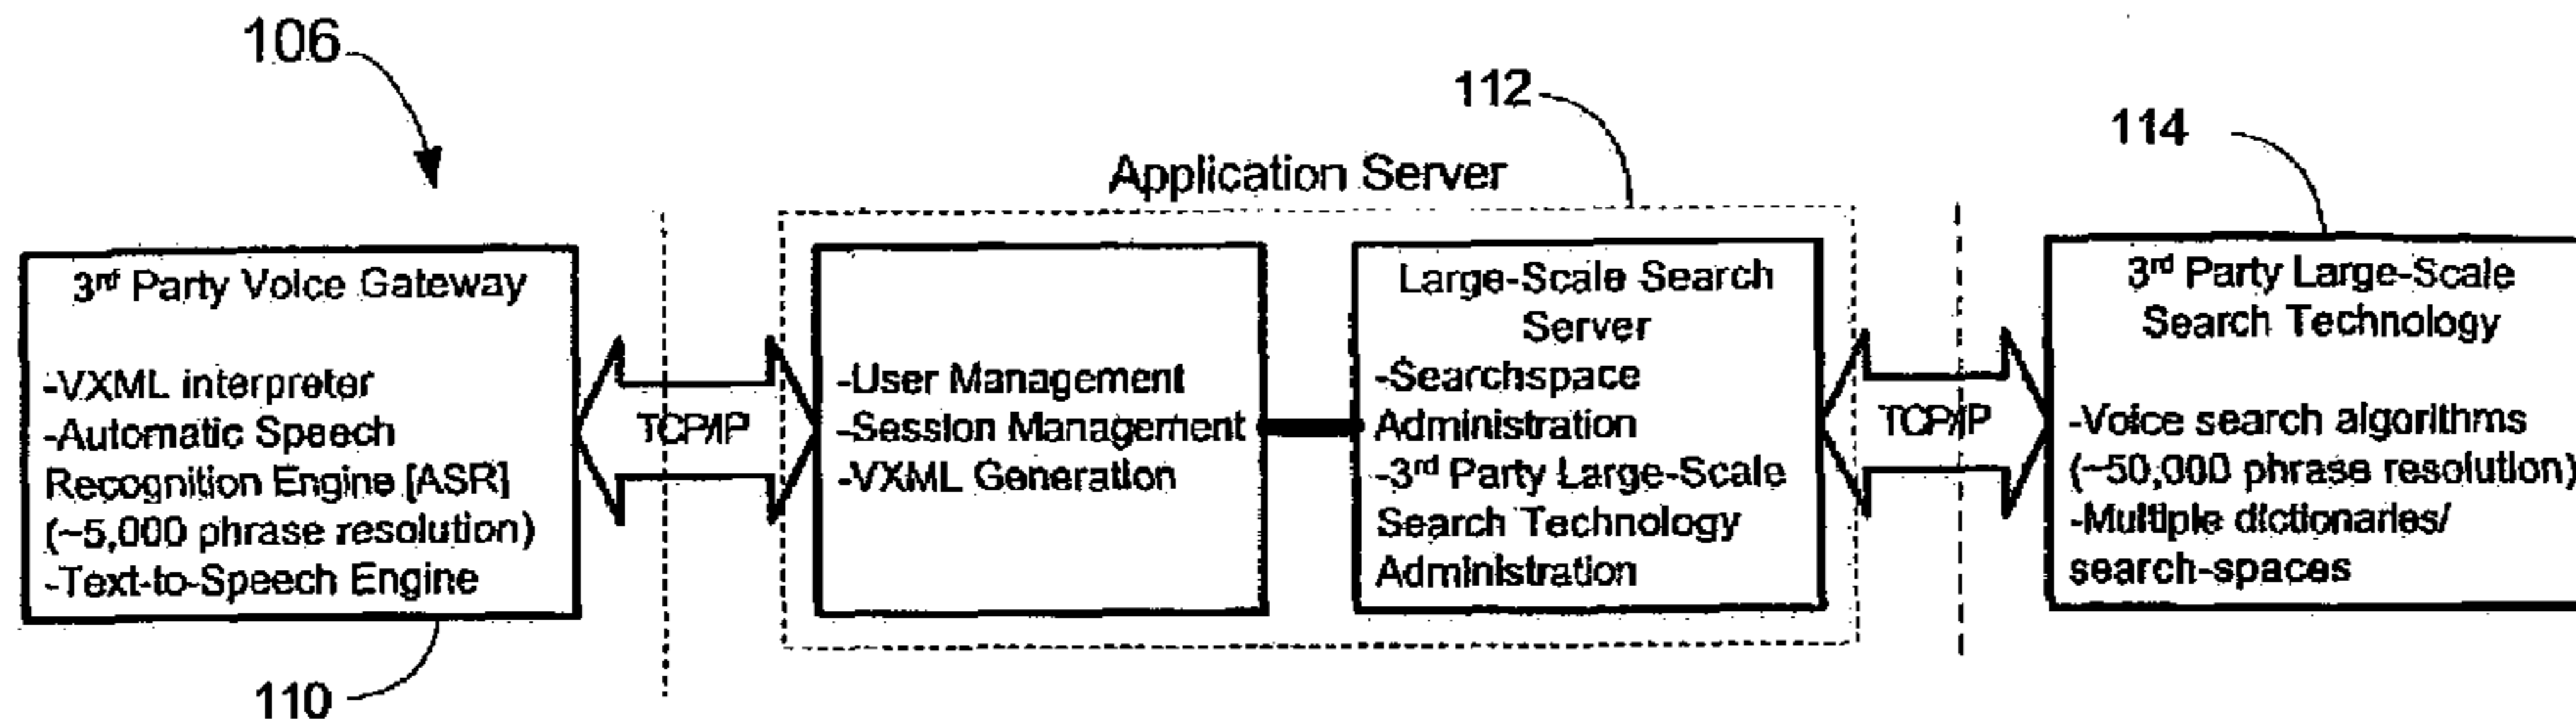 106
112
114
Application Server
3rd Party Voice Gateway
-VXML interpreter
-Automatic Speech
Recognition Engine [ASR]
(~5,000 phrase resolution)
-Text-to-Speech Engine
110
TCP/IP
-User Management
-Session Management
-VXML Generation
Large-Scale Search
Server
-Searchspace
Administration
-3rd Party Large-Scale
Search Technology
Administration
TCP/IP
3rd Party Large-Scale
Search Technology
-Voice search algorithms
(~50,000 phrase resolution)
-Multiple dictionaries/
search-spaces